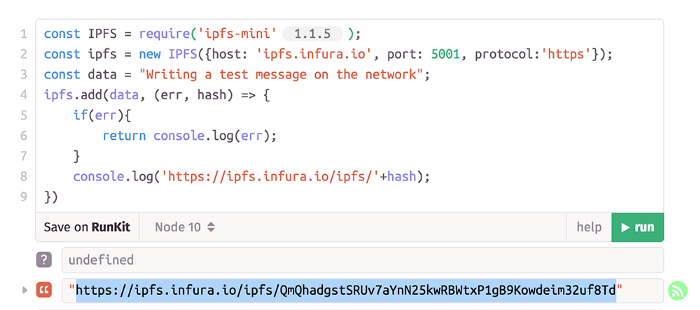 1 const IPFS = require('ipfs-mini' 1.1.5 );
2 const ipfs = new IPFS({host: 'ipfs.infura.io', port: 5001, protocol:'https'});
3 const data = "Writing a test message on the network";
4 ipfs.add(data, (err, hash) => {
5 if(err){
6 return console.log(err);
7 }
8 console.log('https://ipfs.infura.io/ipfs/'+hash);
9 })
Save on RunKit Node 10 help run
? undefined
"https://ipfs.infura.io/ipfs/QmQhadgstSRUv7aYnN25kwRBWtxP1gB9Kowdeim32uf8Td"